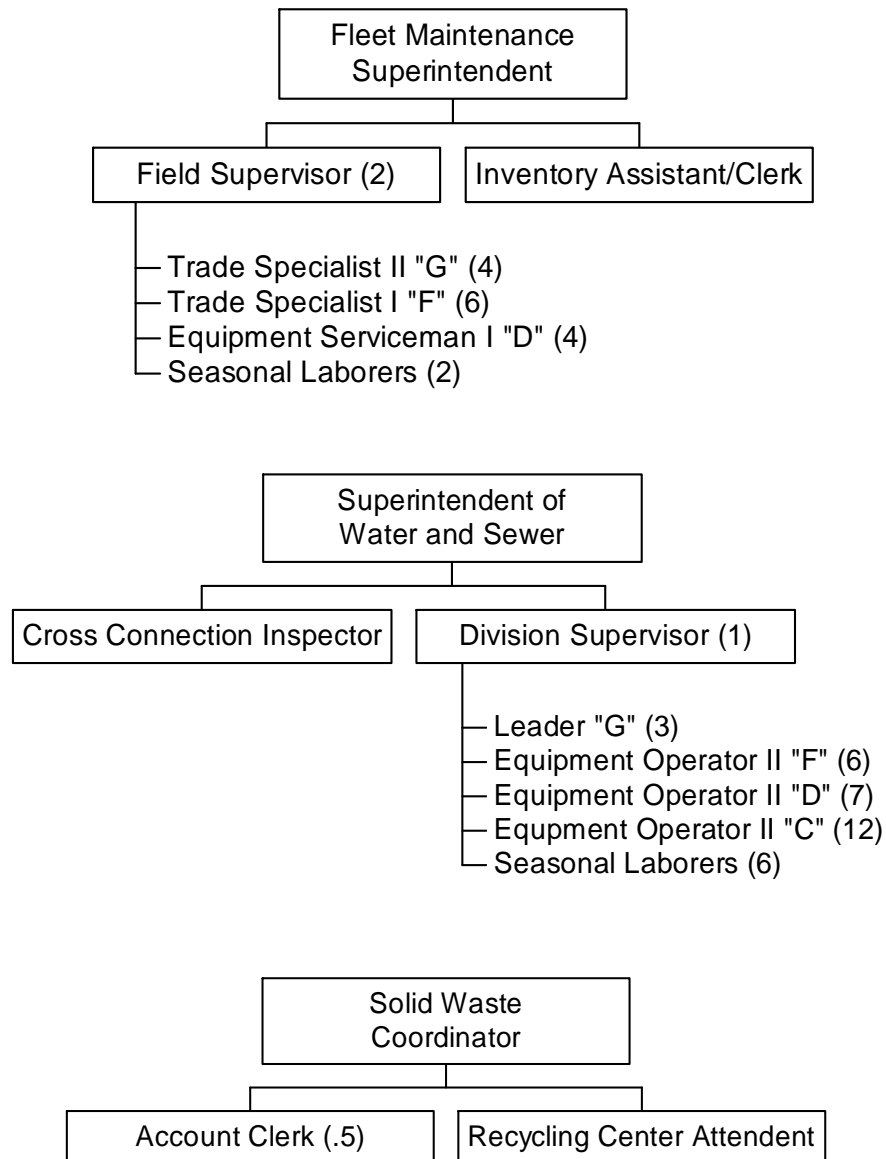 Fleet Maintenance
Superintendent
Field Supervisor (2)
Inventory Assistant/Clerk
Trade Specialist II "G" (4)
Trade Specialist I "F" (6)
Equipment Serviceman I "D" (4)
Seasonal Laborers (2)
Superintendent of
Water and Sewer
Cross Connection Inspector
Division Supervisor (1)
Leader "G" (3)
Equipment Operator II "F" (6)
Equipment Operator II "D" (7)
Equpment Operator II "C" (12)
Seasonal Laborers (6)
Solid Waste
Coordinator
Account Clerk (.5)
Recycling Center Attendent